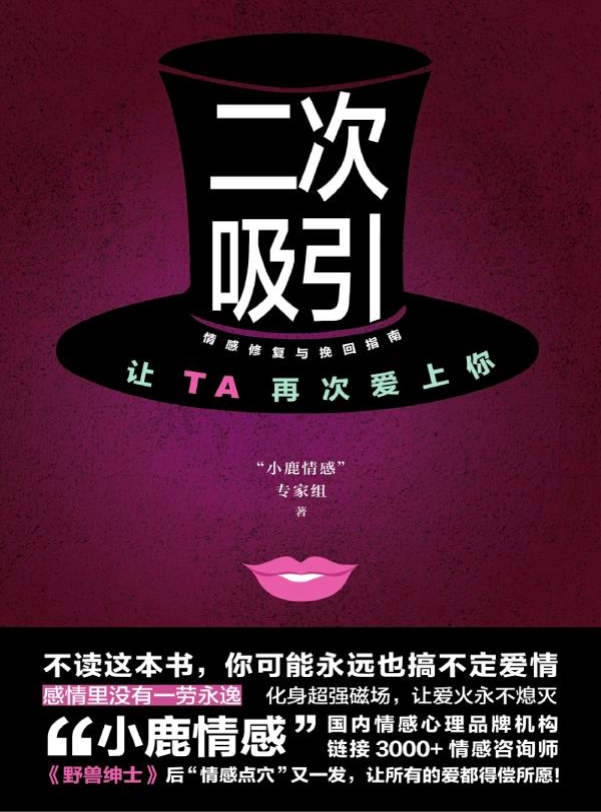 二次
吸引
情感修复与挽回指南
让TA再次爱上你
“小鹿情感”
专家组
著
不读这本书，你可能永远也搞不定爱情
感情里没有一劳永逸 化身超强磁场，让爱火永不熄灭
“小鹿情感” 国内情感心理品牌机构
链接 3000+ 情感咨询师
《野兽绅士》后“情感点穴”又一发，让所有的爱都得偿所愿！